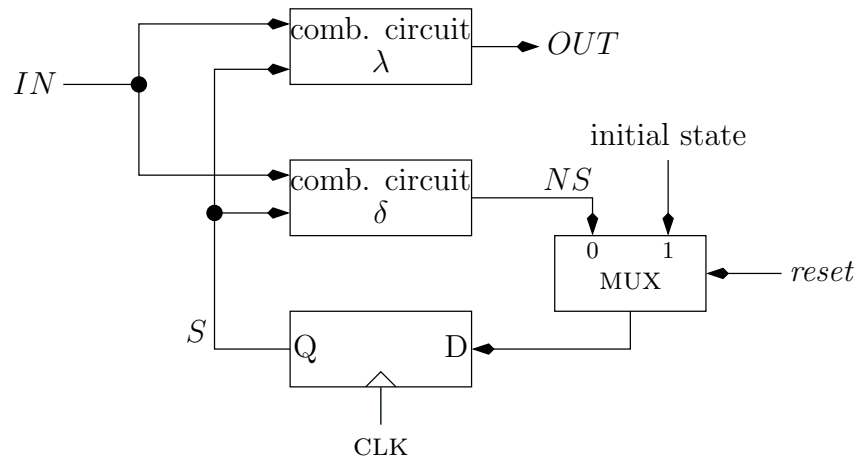 comb. circuit
λ
OUT
IN
initial state
comb. circuit
δ
NS
0 1
MUX
reset
S
Q D
CLK